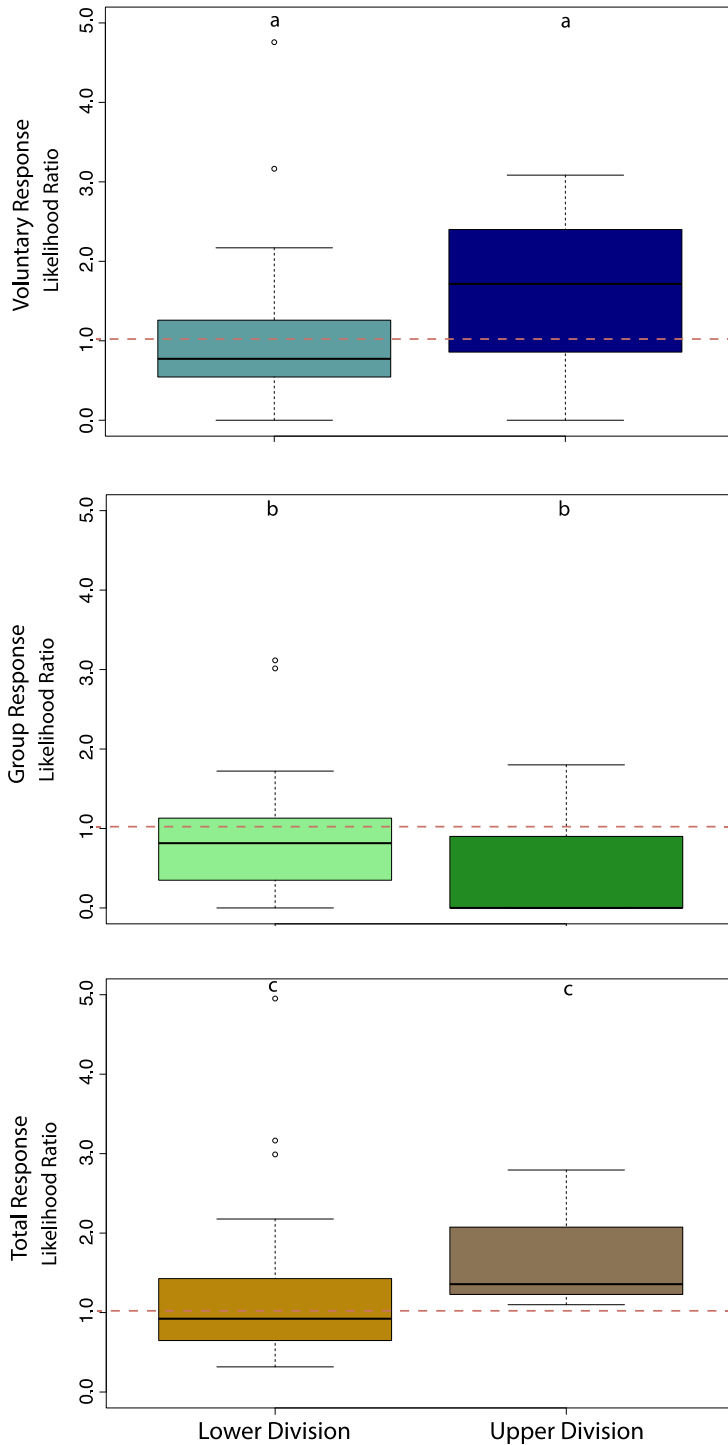 a
a
5.0
4.0
3.0
2.0
1.0
0.0
Voluntary Response
Likelihood Ratio
b
b
5.0
4.0
3.0
2.0
1.0
0.0
Group Response
Likelihood Ratio
c
c
5.0
4.0
3.0
2.0
1.0
0.0
Total Response
Likelihood Ratio
Lower Division
Upper Division